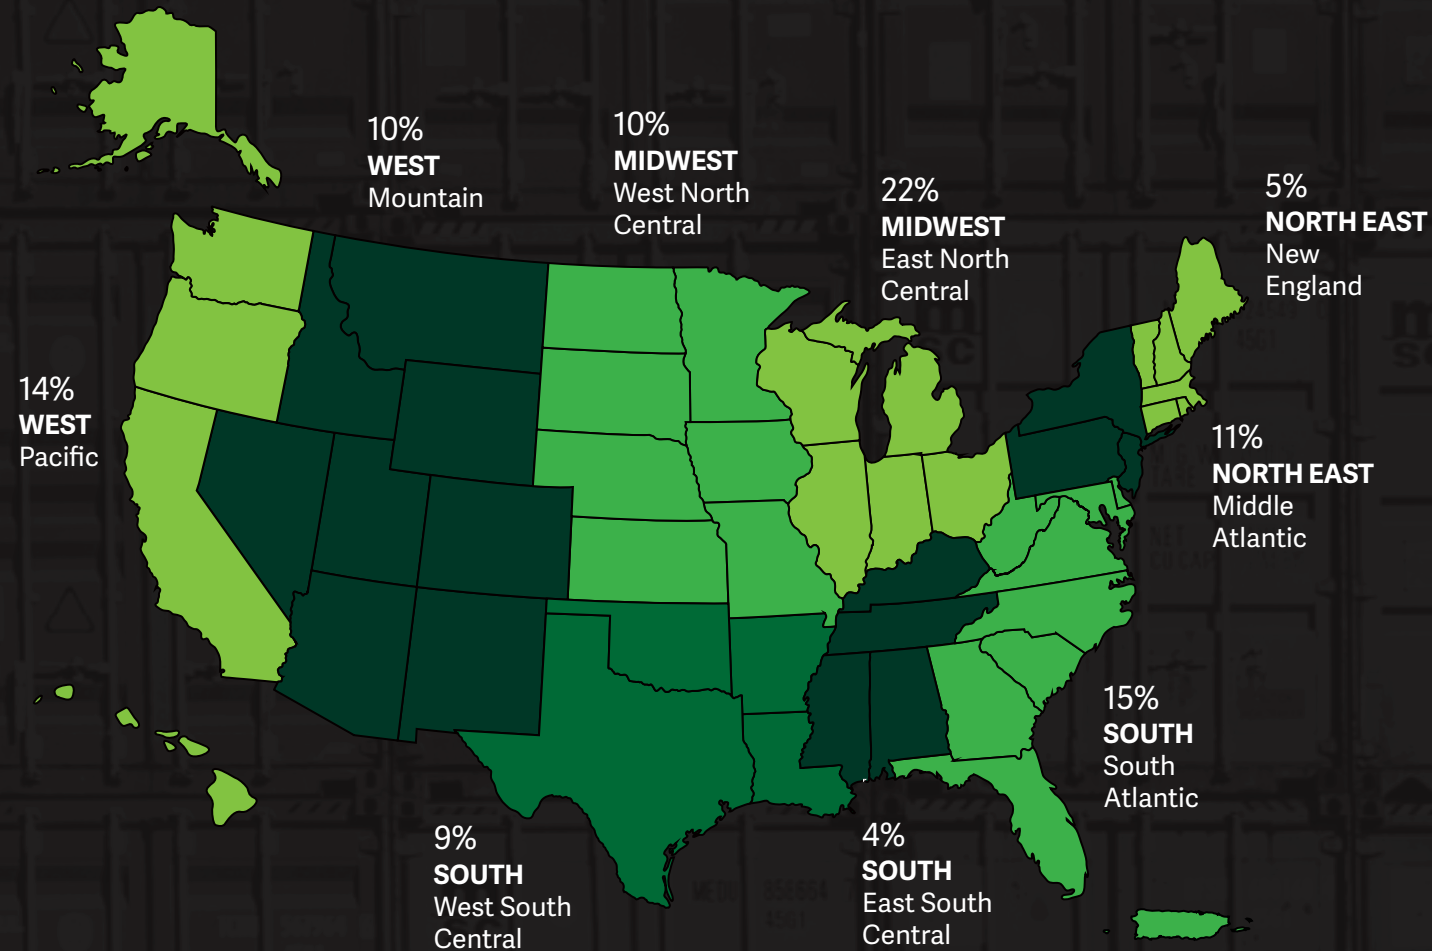 10%
WEST
Mountain
10%
MIDWEST
West North
Central
22%
MIDWEST
East North
Central
5%
NORTH EAST
New
England
14%
WEST
Pacific
11%
NORTH EAST
Middle
Atlantic
15%
SOUTH
South
Atlantic
9%
SOUTH
West South
Central
4%
SOUTH
East South
Central